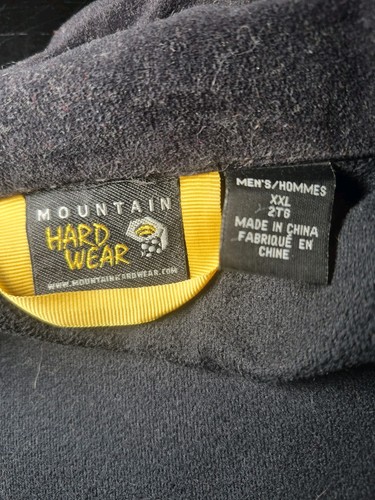 MOUNTAIN
HARD
WEAR
WWW.MOUNTAINHARDWEAR.COM
MEN'S/HOMMES
XXL
2TG
MADE IN CHINA
FABRIQUÉ EN
CHINE